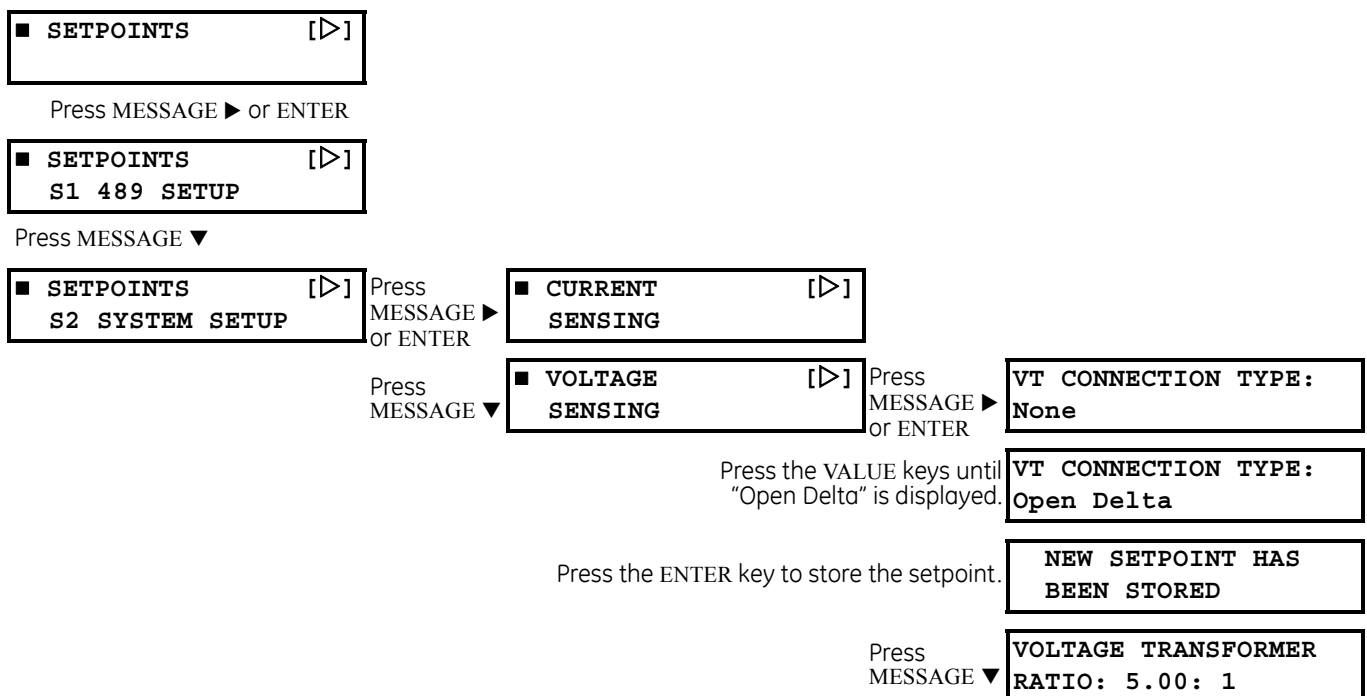 ■ SETPOINTS [▷]
Press MESSAGE ▶ or ENTER
■ SETPOINTS [▷]
S1 489 SETUP
Press MESSAGE ▼
■ SETPOINTS [▷]
S2 SYSTEM SETUP
Press
MESSAGE ▶
or ENTER
■ CURRENT [▷]
SENSING
Press
MESSAGE ▼
■ VOLTAGE [▷]
SENSING
Press
MESSAGE ▶
or ENTER
VT CONNECTION TYPE:
None
Press the VALUE keys until
"Open Delta" is displayed.
VT CONNECTION TYPE:
Open Delta
Press the ENTER key to store the setpoint.
NEW SETPOINT HAS
BEEN STORED
Press
MESSAGE ▼
VOLTAGE TRANSFORMER
RATIO: 5.00: 1